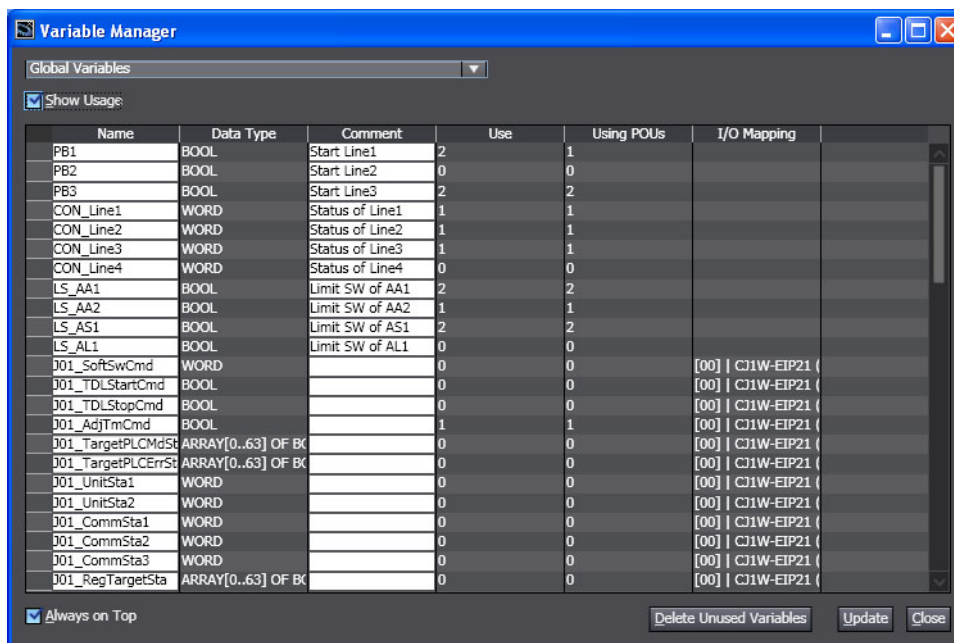 Variable Manager
Global Variables
Show Usage
Name Data Type Comment Use Using POUs I/O Mapping
PB1 BOOL Start Line1 2 1
PB2 BOOL Start Line2 0 0
PB3 BOOL Start Line3 2 2
CON_Line1 WORD Status of Line1 1 1
CON_Line2 WORD Status of Line2 1 1
CON_Line3 WORD Status of Line3 1 1
CON_Line4 WORD Status of Line4 0 0
LS_AA1 BOOL Limit SW of AA1 2 2
LS_AA2 BOOL Limit SW of AA2 1 1
LS_AS1 BOOL Limit SW of AS1 2 2
LS_AL1 BOOL Limit SW of AL1 0 0
J01_SoftSwCmd WORD 0 0 [00] | CJ1W-EIP21 (
J01_TDLStartCmd BOOL 0 0 [00] | CJ1W-EIP21 (
J01_TDLStopCmd BOOL 0 0 [00] | CJ1W-EIP21 (
J01_AdjTmCmd BOOL 1 1 [00] | CJ1W-EIP21 (
J01_TargetPLCMdSt ARRAY[0..63] OF BO 0 0 [00] | CJ1W-EIP21 (
J01_TargetPLCErrSt ARRAY[0..63] OF BO 0 0 [00] | CJ1W-EIP21 (
J01_UnitSta1 WORD 0 0 [00] | CJ1W-EIP21 (
J01_UnitSta2 WORD 0 0 [00] | CJ1W-EIP21 (
J01_CommSta1 WORD 0 0 [00] | CJ1W-EIP21 (
J01_CommSta2 WORD 0 0 [00] | CJ1W-EIP21 (
J01_CommSta3 WORD 0 0 [00] | CJ1W-EIP21 (
J01_RegTargetSta ARRAY[0..63] OF BO 0 0 [00] | CJ1W-EIP21 (
Always on Top Delete Unused Variables Update Close